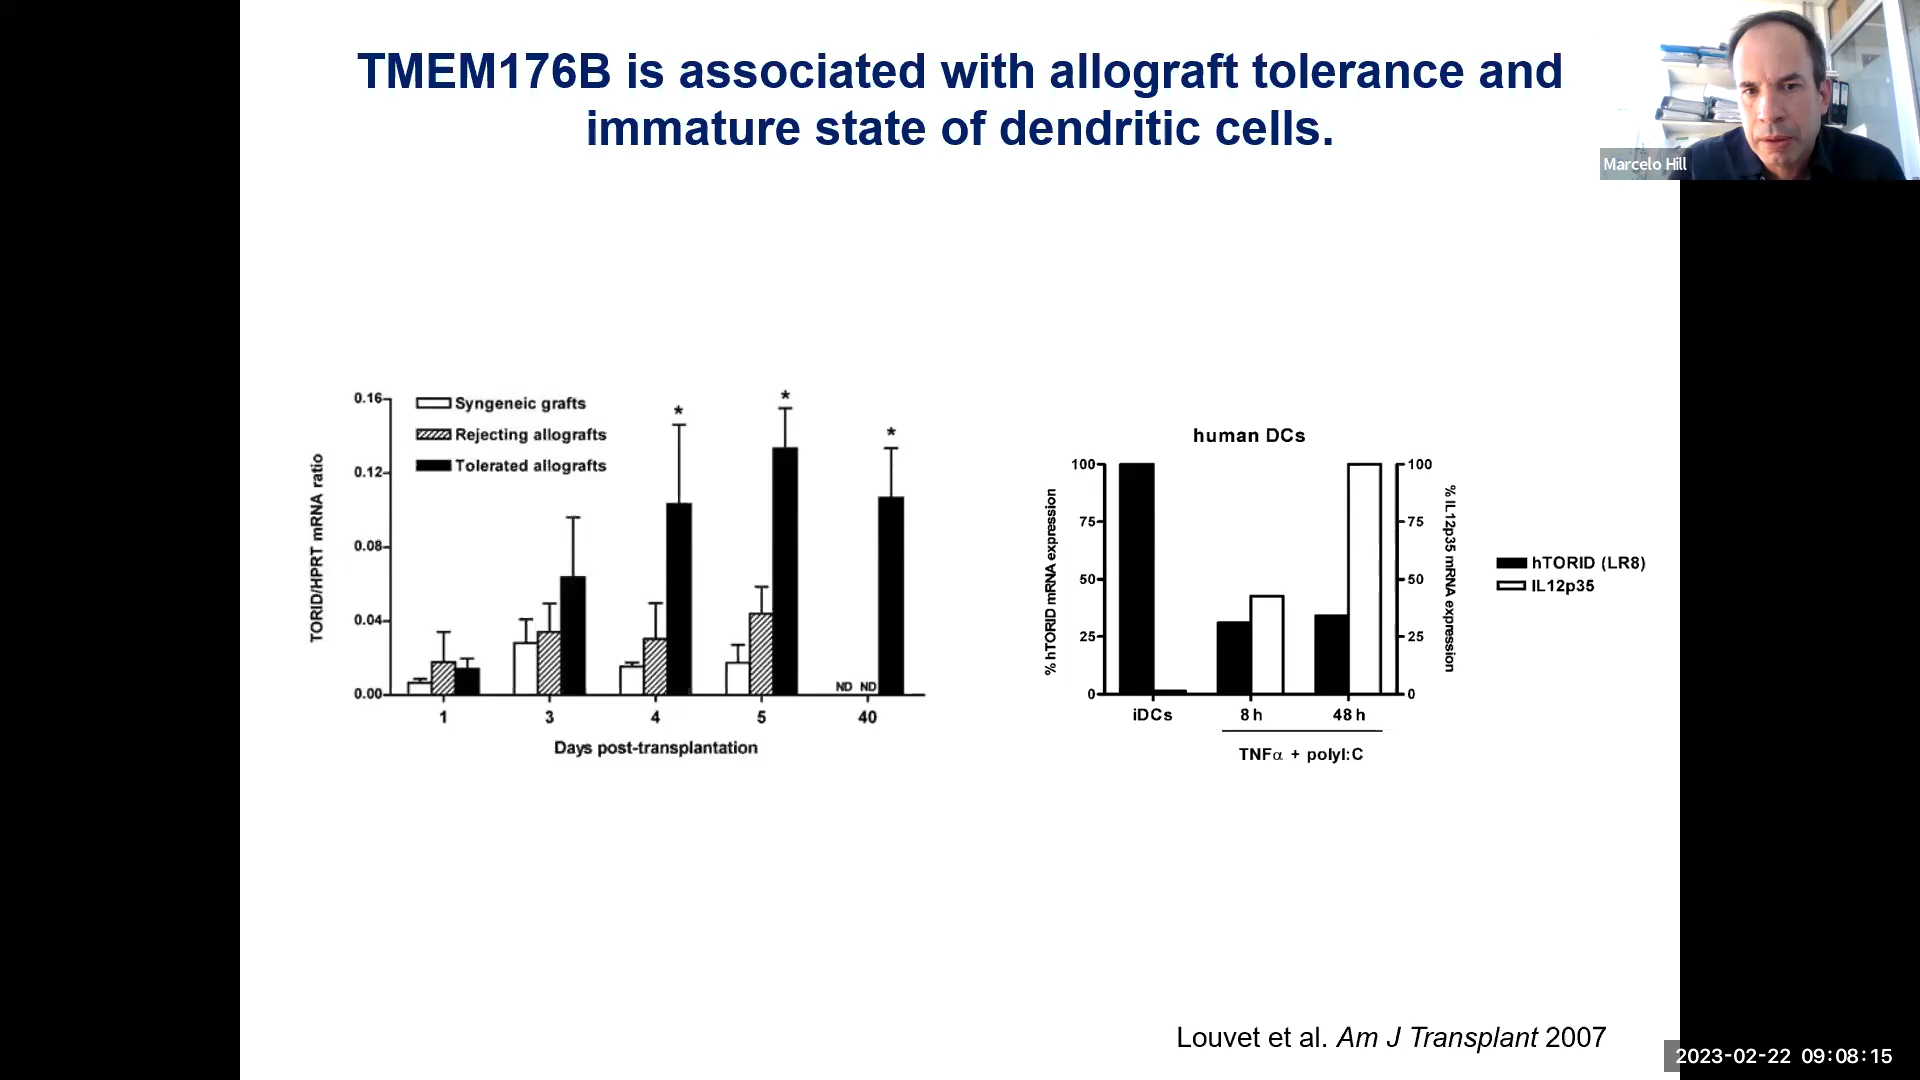 TMEM176B is associated with allograft tolerance and
immature state of dendritic cells.
Marcelo Hill
TORID/HPRT mRNA ratio
0.16
0.12
0.08
0.04
0.00
Syngeneic grafts
Rejecting allografts
Tolerated allografts
*
*
*
ND ND
1 3 4 5 40
Days post-transplantation
human DCs
% hTORID mRNA expression
100
75
50
25
0
100
75
50
25
0
% IL12p35 mRNA expression
iDCs 8 h 48 h
TNFα + polyI:C
hTORID (LR8)
IL12p35
Louvet et al. Am J Transplant 2007
2023-02-22 09:08:15